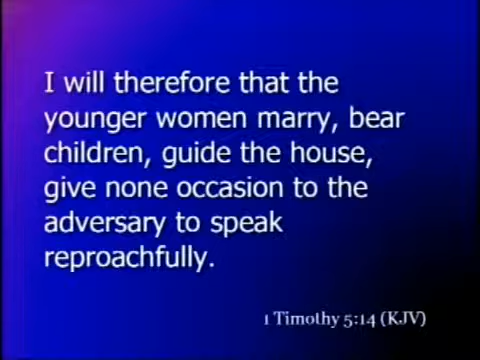 I will therefore that the
younger women marry, bear
children, guide the house,
give none occasion to the
adversary to speak
reproachfully.
1 Timothy 5:14 (KJV)